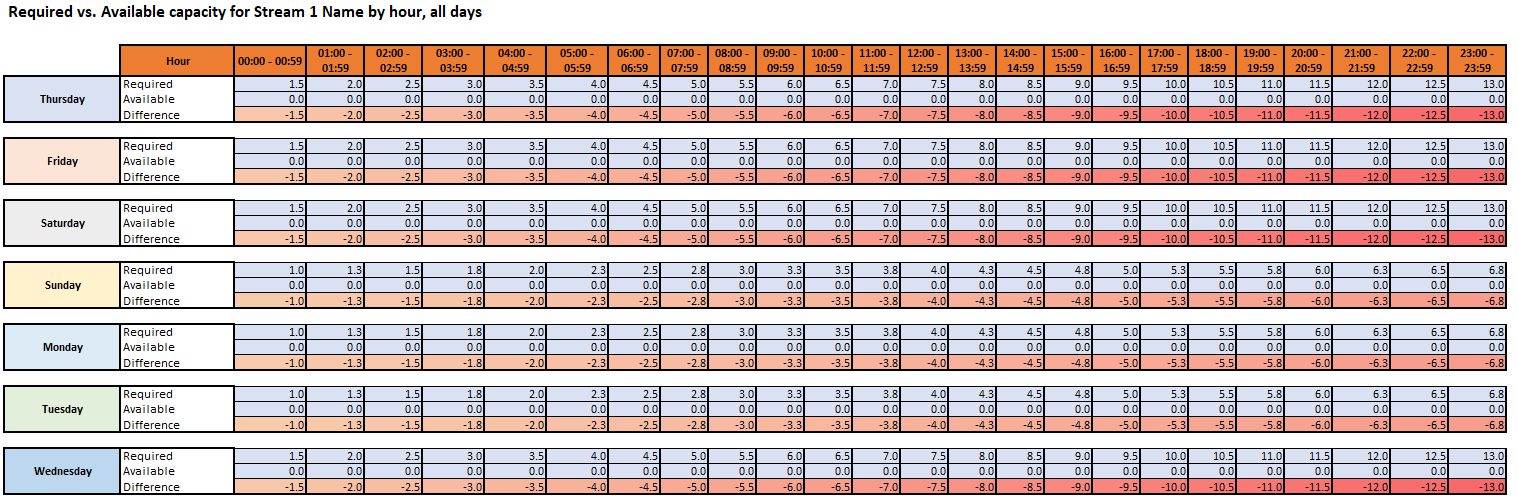 Required vs. Available capacity for Stream 1 Name by hour, all days
Hour 00:00 - 00:59 01:00 - 01:59 02:00 - 02:59 03:00 - 03:59 04:00 - 04:59 05:00 - 05:59 06:00 - 06:59 07:00 - 07:59 08:00 - 08:59 09:00 - 09:59 10:00 - 10:59 11:00 - 11:59 12:00 - 12:59 13:00 - 13:59 14:00 - 14:59 15:00 - 15:59 16:00 - 16:59 17:00 - 17:59 18:00 - 18:59 19:00 - 19:59 20:00 - 20:59 21:00 - 21:59 22:00 - 22:59 23:00 - 23:59
Thursday
Required 1.5 2.0 2.5 3.0 3.5 4.0 4.5 5.0 5.5 6.0 6.5 7.0 7.5 8.0 8.5 9.0 9.5 10.0 10.5 11.0 11.5 12.0 12.5 13.0
Available 0.0 0.0 0.0 0.0 0.0 0.0 0.0 0.0 0.0 0.0 0.0 0.0 0.0 0.0 0.0 0.0 0.0 0.0 0.0 0.0 0.0 0.0 0.0 0.0
Difference -1.5 -2.0 -2.5 -3.0 -3.5 -4.0 -4.5 -5.0 -5.5 -6.0 -6.5 -7.0 -7.5 -8.0 -8.5 -9.0 -9.5 -10.0 -10.5 -11.0 -11.5 -12.0 -12.5 -13.0
Friday
Required 1.5 2.0 2.5 3.0 3.5 4.0 4.5 5.0 5.5 6.0 6.5 7.0 7.5 8.0 8.5 9.0 9.5 10.0 10.5 11.0 11.5 12.0 12.5 13.0
Available 0.0 0.0 0.0 0.0 0.0 0.0 0.0 0.0 0.0 0.0 0.0 0.0 0.0 0.0 0.0 0.0 0.0 0.0 0.0 0.0 0.0 0.0 0.0 0.0
Difference -1.5 -2.0 -2.5 -3.0 -3.5 -4.0 -4.5 -5.0 -5.5 -6.0 -6.5 -7.0 -7.5 -8.0 -8.5 -9.0 -9.5 -10.0 -10.5 -11.0 -11.5 -12.0 -12.5 -13.0
Saturday
Required 1.5 2.0 2.5 3.0 3.5 4.0 4.5 5.0 5.5 6.0 6.5 7.0 7.5 8.0 8.5 9.0 9.5 10.0 10.5 11.0 11.5 12.0 12.5 13.0
Available 0.0 0.0 0.0 0.0 0.0 0.0 0.0 0.0 0.0 0.0 0.0 0.0 0.0 0.0 0.0 0.0 0.0 0.0 0.0 0.0 0.0 0.0 0.0 0.0
Difference -1.5 -2.0 -2.5 -3.0 -3.5 -4.0 -4.5 -5.0 -5.5 -6.0 -6.5 -7.0 -7.5 -8.0 -8.5 -9.0 -9.5 -10.0 -10.5 -11.0 -11.5 -12.0 -12.5 -13.0
Sunday
Required 1.0 1.3 1.5 1.8 2.0 2.3 2.5 2.8 3.0 3.3 3.5 3.8 4.0 4.3 4.5 4.8 5.0 5.3 5.5 5.8 6.0 6.3 6.5 6.8
Available 0.0 0.0 0.0 0.0 0.0 0.0 0.0 0.0 0.0 0.0 0.0 0.0 0.0 0.0 0.0 0.0 0.0 0.0 0.0 0.0 0.0 0.0 0.0 0.0
Difference -1.0 -1.3 -1.5 -1.8 -2.0 -2.3 -2.5 -2.8 -3.0 -3.3 -3.5 -3.8 -4.0 -4.3 -4.5 -4.8 -5.0 -5.3 -5.5 -5.8 -6.0 -6.3 -6.5 -6.8
Monday
Required 1.0 1.3 1.5 1.8 2.0 2.3 2.5 2.8 3.0 3.3 3.5 3.8 4.0 4.3 4.5 4.8 5.0 5.3 5.5 5.8 6.0 6.3 6.5 6.8
Available 0.0 0.0 0.0 0.0 0.0 0.0 0.0 0.0 0.0 0.0 0.0 0.0 0.0 0.0 0.0 0.0 0.0 0.0 0.0 0.0 0.0 0.0 0.0 0.0
Difference -1.0 -1.3 -1.5 -1.8 -2.0 -2.3 -2.5 -2.8 -3.0 -3.3 -3.5 -3.8 -4.0 -4.3 -4.5 -4.8 -5.0 -5.3 -5.5 -5.8 -6.0 -6.3 -6.5 -6.8
Tuesday
Required 1.0 1.3 1.5 1.8 2.0 2.3 2.5 2.8 3.0 3.3 3.5 3.8 4.0 4.3 4.5 4.8 5.0 5.3 5.5 5.8 6.0 6.3 6.5 6.8
Available 0.0 0.0 0.0 0.0 0.0 0.0 0.0 0.0 0.0 0.0 0.0 0.0 0.0 0.0 0.0 0.0 0.0 0.0 0.0 0.0 0.0 0.0 0.0 0.0
Difference -1.0 -1.3 -1.5 -1.8 -2.0 -2.3 -2.5 -2.8 -3.0 -3.3 -3.5 -3.8 -4.0 -4.3 -4.5 -4.8 -5.0 -5.3 -5.5 -5.8 -6.0 -6.3 -6.5 -6.8
Wednesday
Required 1.5 2.0 2.5 3.0 3.5 4.0 4.5 5.0 5.5 6.0 6.5 7.0 7.5 8.0 8.5 9.0 9.5 10.0 10.5 11.0 11.5 12.0 12.5 13.0
Available 0.0 0.0 0.0 0.0 0.0 0.0 0.0 0.0 0.0 0.0 0.0 0.0 0.0 0.0 0.0 0.0 0.0 0.0 0.0 0.0 0.0 0.0 0.0 0.0
Difference -1.5 -2.0 -2.5 -3.0 -3.5 -4.0 -4.5 -5.0 -5.5 -6.0 -6.5 -7.0 -7.5 -8.0 -8.5 -9.0 -9.5 -10.0 -10.5 -11.0 -11.5 -12.0 -12.5 -13.0